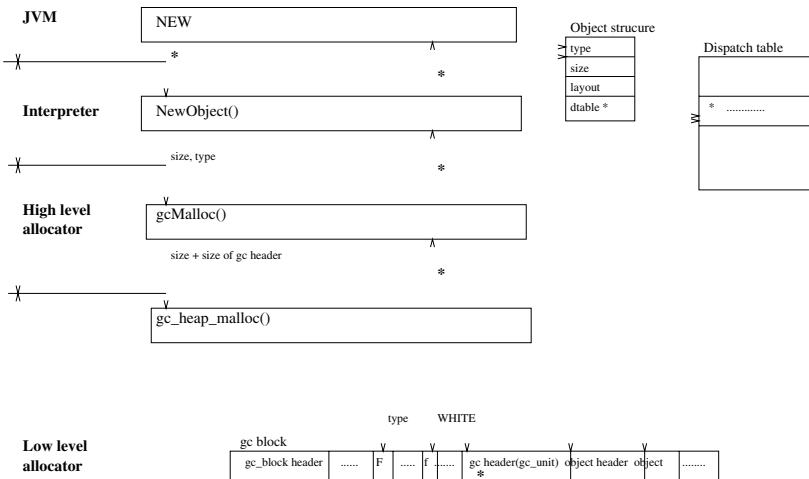 JVM
NEW
*
*
Object strucure
type
size
layout
dtable *
Dispatch table
* .............
Interpreter
NewObject()
size, type
*
High level
allocator
gcMalloc()
size + size of gc header
*
gc_heap_malloc()
type WHITE
Low level
allocator
gc block
gc_block header ...... F ..... f ....... gc header(gc_unit) object header object ........
*